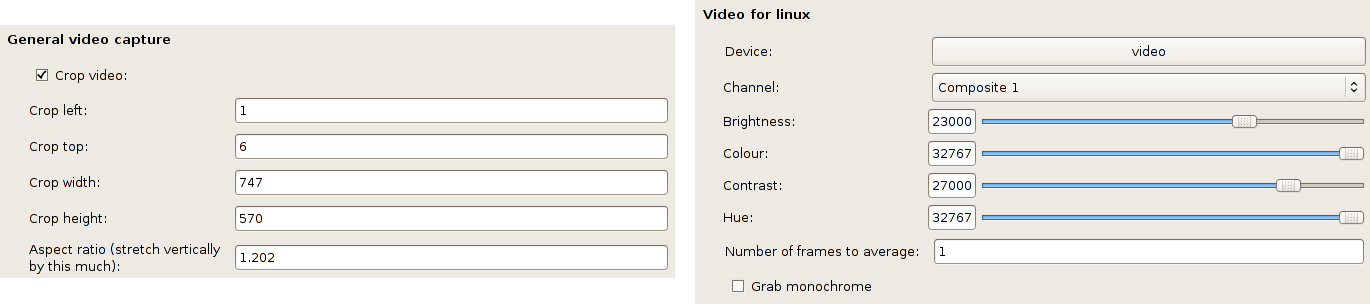 General video capture
Crop video:
Crop left:
1
Crop top:
6
Crop width:
747
Crop height:
570
Aspect ratio (stretch vertically
by this much):
1.202
Video for linux
Device:
video
Channel:
Composite 1
Brightness:
23000
Colour:
32767
Contrast:
27000
Hue:
32767
Number of frames to average:
1
Grab monochrome